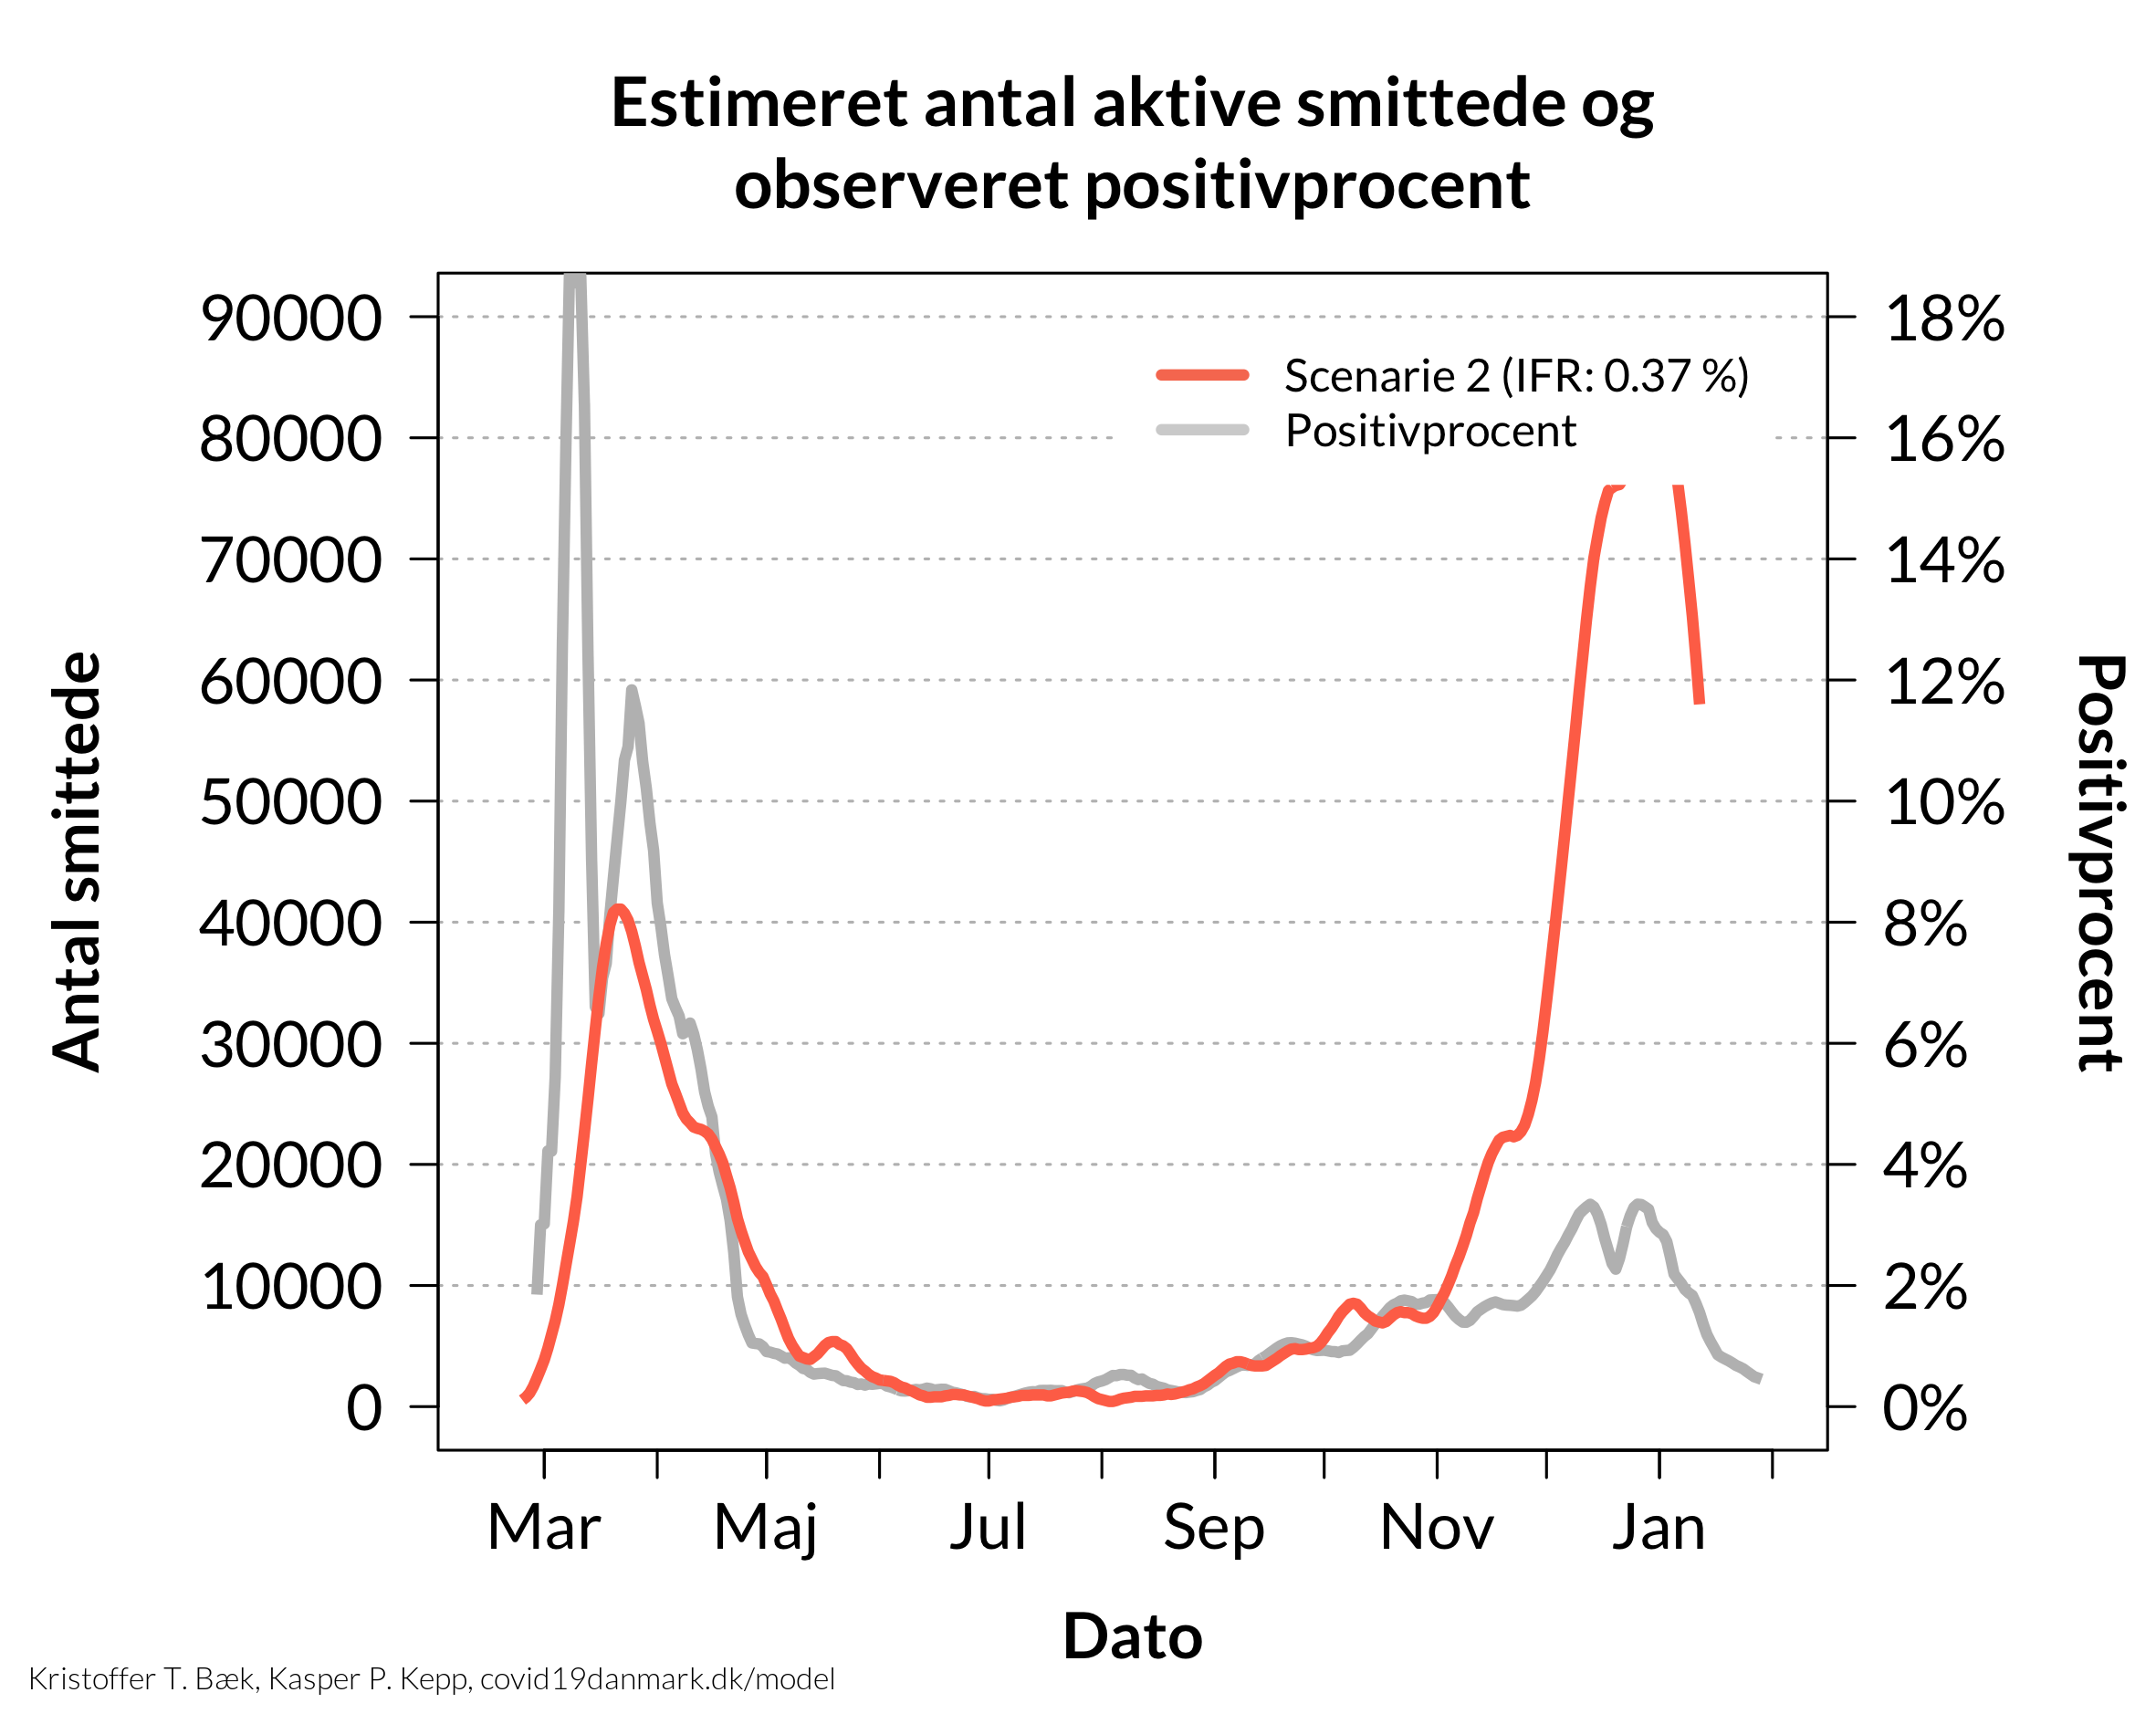 Estimeret antal aktive smittede og
observeret positivprocent
90000
80000
70000
60000
50000
40000
30000
20000
10000
0
Antal smittede
Scenarie 2 (IFR: 0.37 %)
Positivprocent
18%
16%
14%
12%
10%
8%
6%
4%
2%
0%
Positivprocent
Mar Maj Jul Sep Nov Jan
Dato
Kristoffer T. Bæk, Kasper P. Kepp, covid19danmark.dk/model